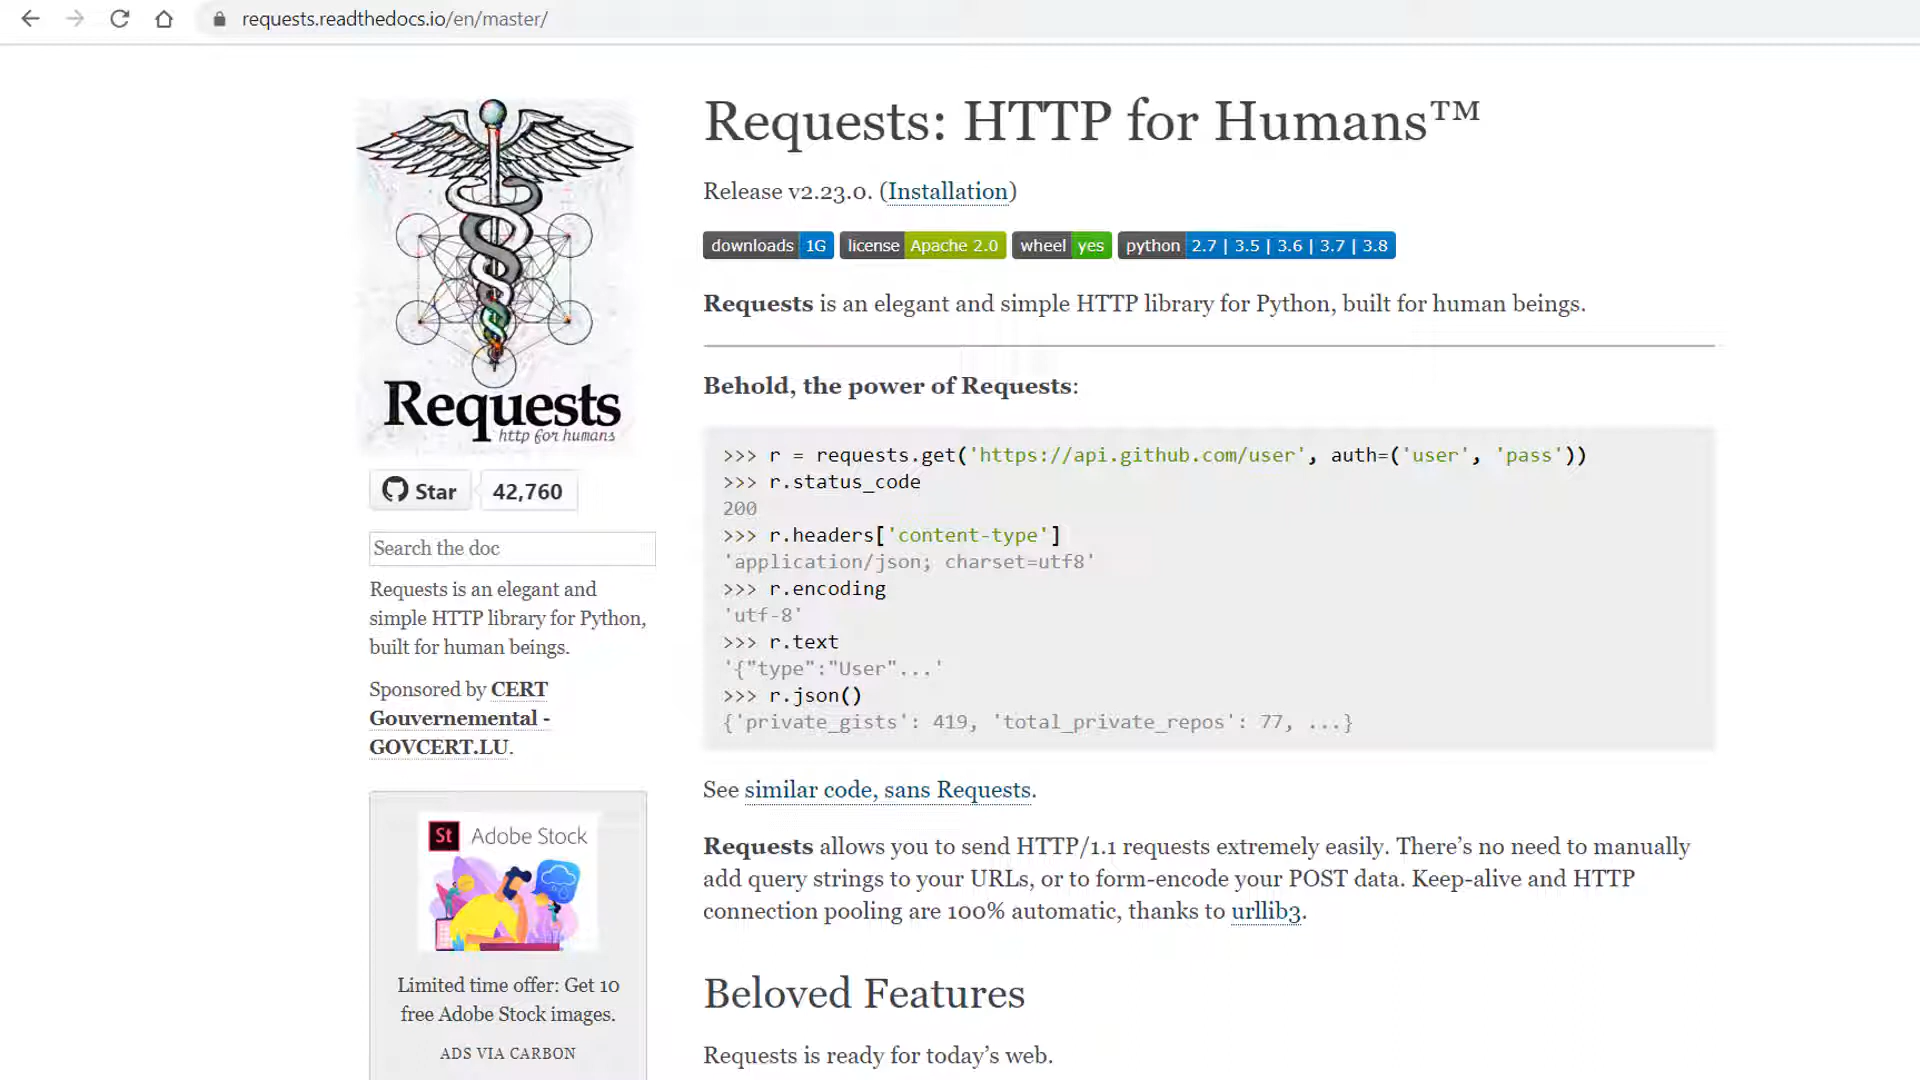 requests.readthedocs.io/en/master/
Requests
http for humans
Star
42,760
Search the doc
Requests is an elegant and
simple HTTP library for Python,
built for human beings.
Sponsored by CERT
Gouvernemental -
GOVCERT.LU.
St Adobe Stock
Limited time offer: Get 10
free Adobe Stock images.
ADS VIA CARBON
Requests: HTTP for Humans™
Release v2.23.0. (Installation)
downloads 1G license Apache 2.0 wheel yes python 2.7 | 3.5 | 3.6 | 3.7 | 3.8
Requests is an elegant and simple HTTP library for Python, built for human beings.
Behold, the power of Requests:
>>> r = requests.get('https://api.github.com/user', auth=('user', 'pass'))
>>> r.status_code
200
>>> r.headers['content-type']
'application/json; charset=utf8'
>>> r.encoding
'utf-8'
>>> r.text
'{"type":"User"...'
>>> r.json()
{'private_gists': 419, 'total_private_repos': 77, ...}
See similar code, sans Requests.
Requests allows you to send HTTP/1.1 requests extremely easily. There’s no need to manually
add query strings to your URLs, or to form-encode your POST data. Keep-alive and HTTP
connection pooling are 100% automatic, thanks to urllib3.
Beloved Features
Requests is ready for today’s web.